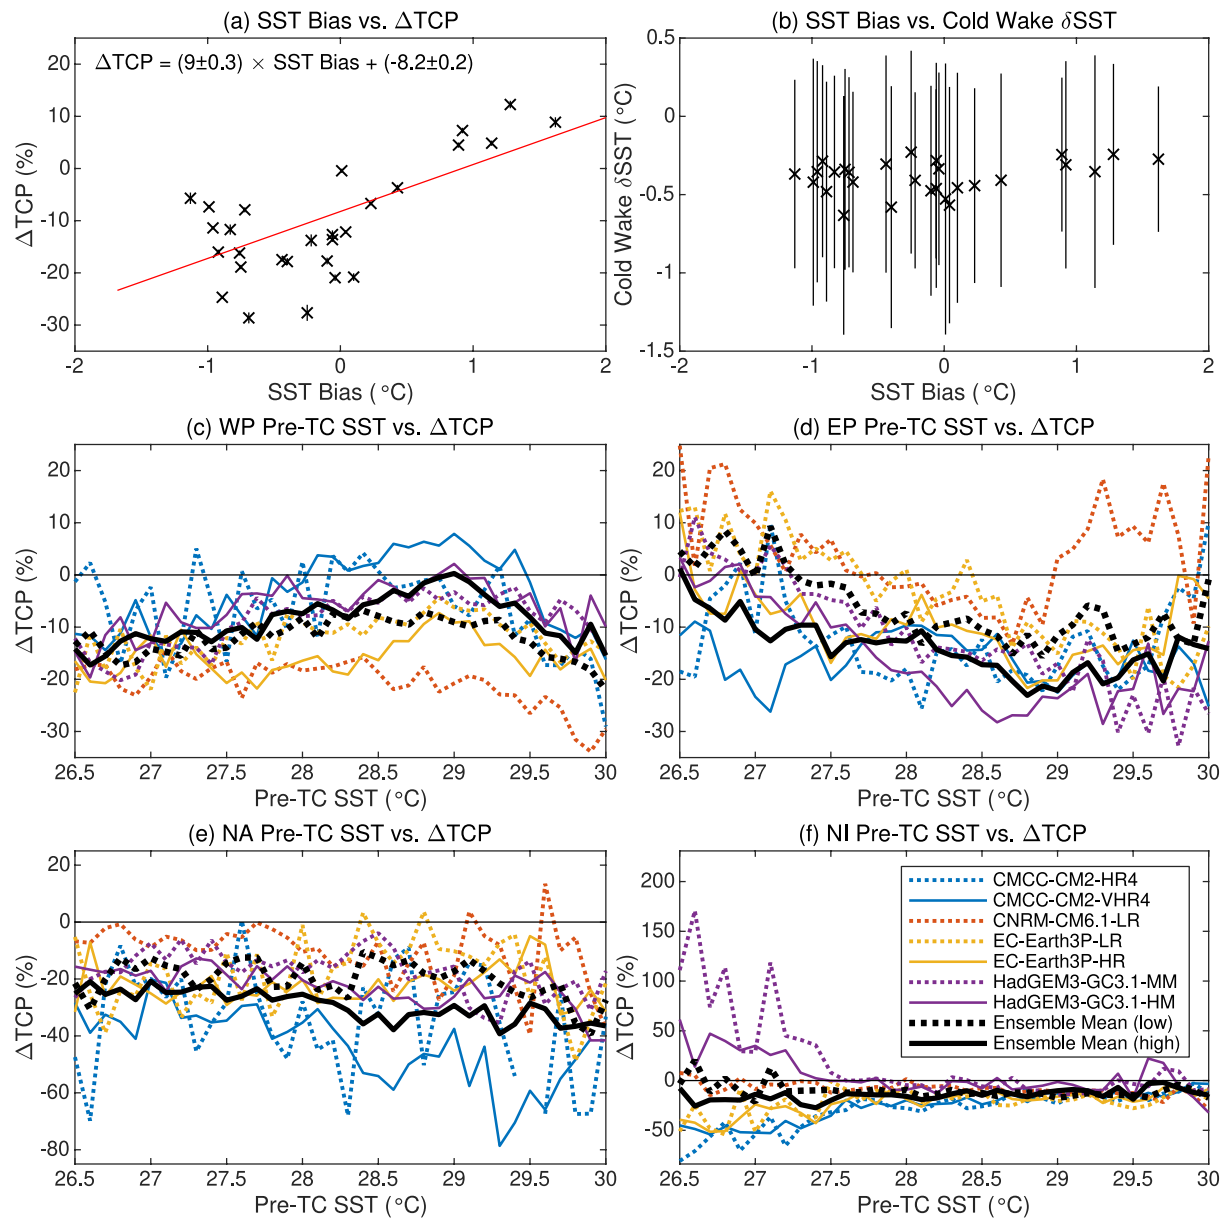 (a) SST Bias vs. ΔTCP
ΔTCP = (9±0.3) × SST Bias + (-8.2±0.2)
20
10
0
-10
-20
-30
ΔTCP (%)
-2
-1
0
1
2
SST Bias ( °C)
(b) SST Bias vs. Cold Wake δSST
0.5
0
-0.5
-1
-1.5
Cold Wake δSST (°C)
-2
-1
0
1
2
SST Bias ( °C)
(c) WP Pre-TC SST vs. ΔTCP
20
10
0
-10
-20
-30
ΔTCP (%)
26.5
27
27.5
28
28.5
29
29.5
30
Pre-TC SST (°C)
(d) EP Pre-TC SST vs. ΔTCP
20
10
0
-10
-20
-30
ΔTCP (%)
26.5
27
27.5
28
28.5
29
29.5
30
Pre-TC SST (°C)
(e) NA Pre-TC SST vs. ΔTCP
20
0
-20
-40
-60
-80
ΔTCP (%)
26.5
27
27.5
28
28.5
29
29.5
30
Pre-TC SST (°C)
(f) NI Pre-TC SST vs. ΔTCP
200
150
100
50
0
-50
ΔTCP (%)
CMCC-CM2-HR4
CMCC-CM2-VHR4
CNRM-CM6.1-LR
EC-Earth3P-LR
EC-Earth3P-HR
HadGEM3-GC3.1-MM
HadGEM3-GC3.1-HM
Ensemble Mean (low)
Ensemble Mean (high)
26.5
27
27.5
28
28.5
29
29.5
30
Pre-TC SST (°C)